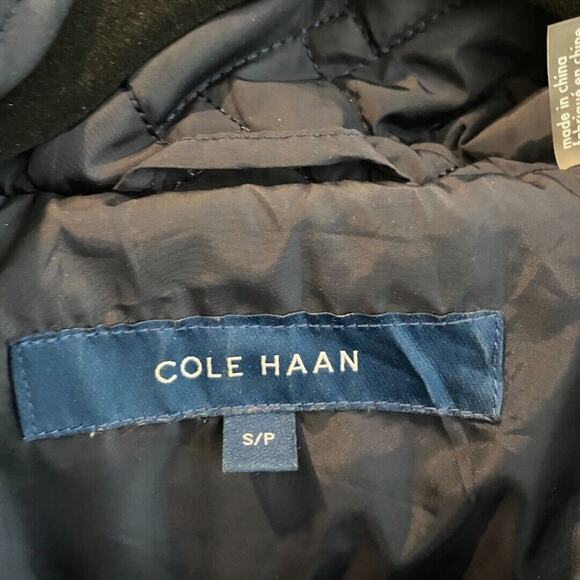 made in china
fabriqué en chine
COLE HAAN
S/P